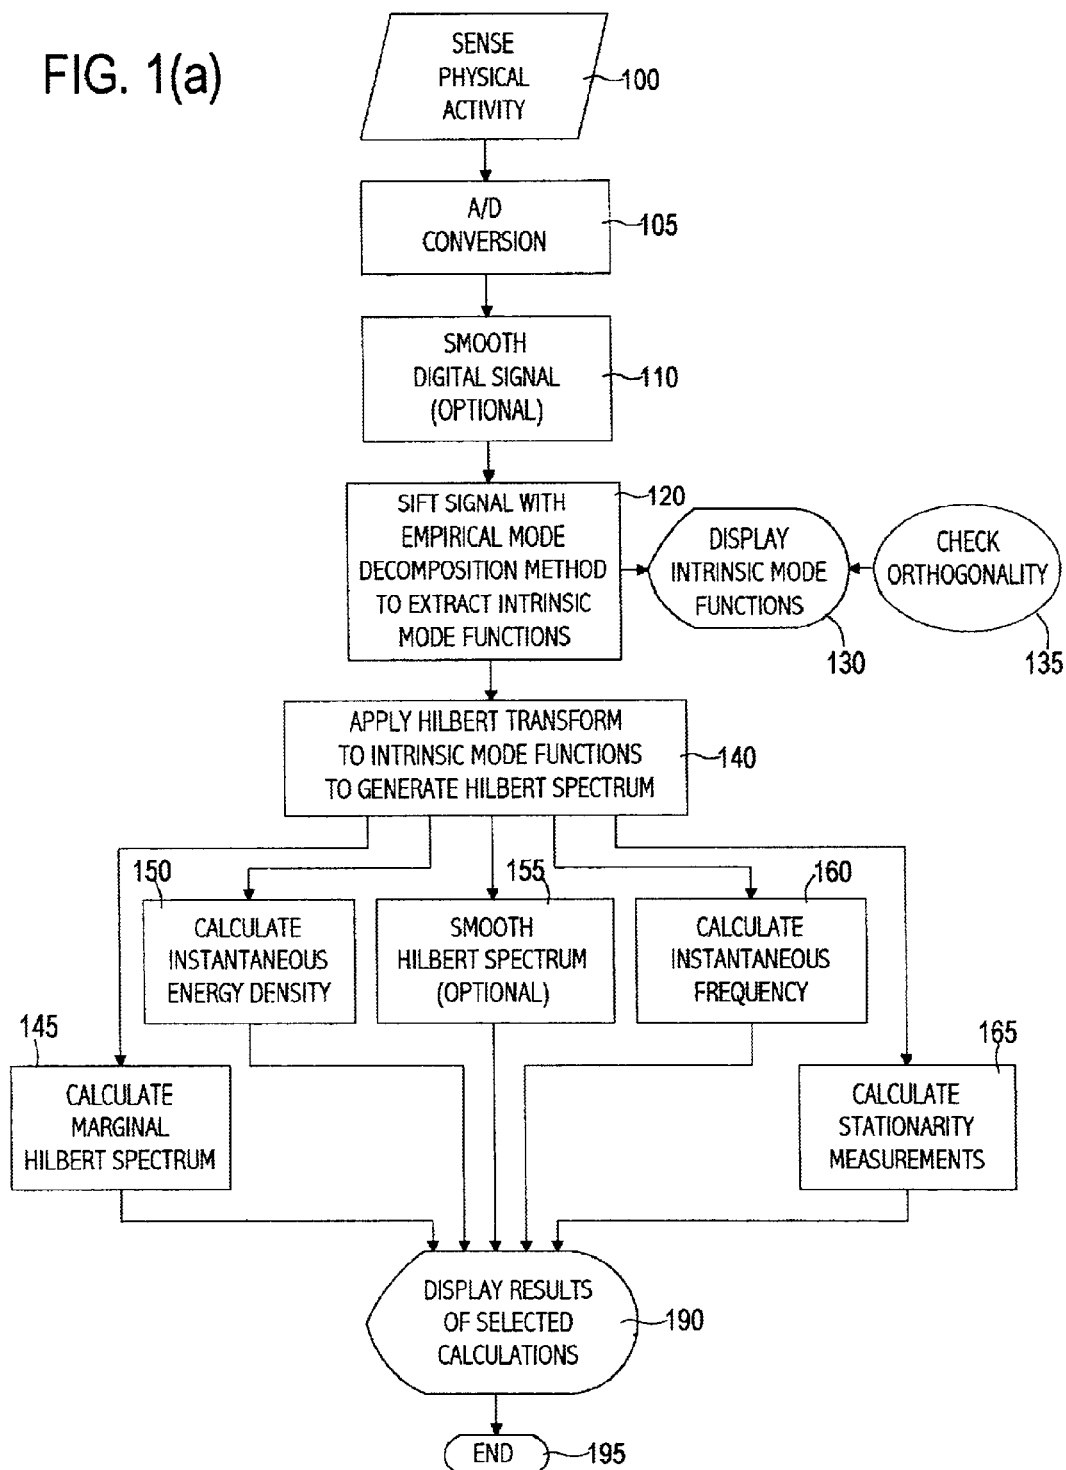 FIG. 1(a)
SENSE
PHYSICAL
ACTIVITY
100
A/D
CONVERSION
105
SMOOTH
DIGITAL SIGNAL
(OPTIONAL)
110
SIFT SIGNAL WITH
EMPIRICAL MODE
DECOMPOSITION METHOD
TO EXTRACT INTRINSIC
MODE FUNCTIONS
120
DISPLAY
INTRINSIC MODE
FUNCTIONS
130
CHECK
ORTHOGONALITY
135
APPLY HILBERT TRANSFORM
TO INTRINSIC MODE FUNCTIONS
TO GENERATE HILBERT SPECTRUM
140
150
CALCULATE
INSTANTANEOUS
ENERGY DENSITY
155
SMOOTH
HILBERT SPECTRUM
(OPTIONAL)
160
CALCULATE
INSTANTANEOUS
FREQUENCY
145
CALCULATE
MARGINAL
HILBERT SPECTRUM
165
CALCULATE
STATIONARITY
MEASUREMENTS
DISPLAY RESULTS
OF SELECTED
CALCULATIONS
190
END
195